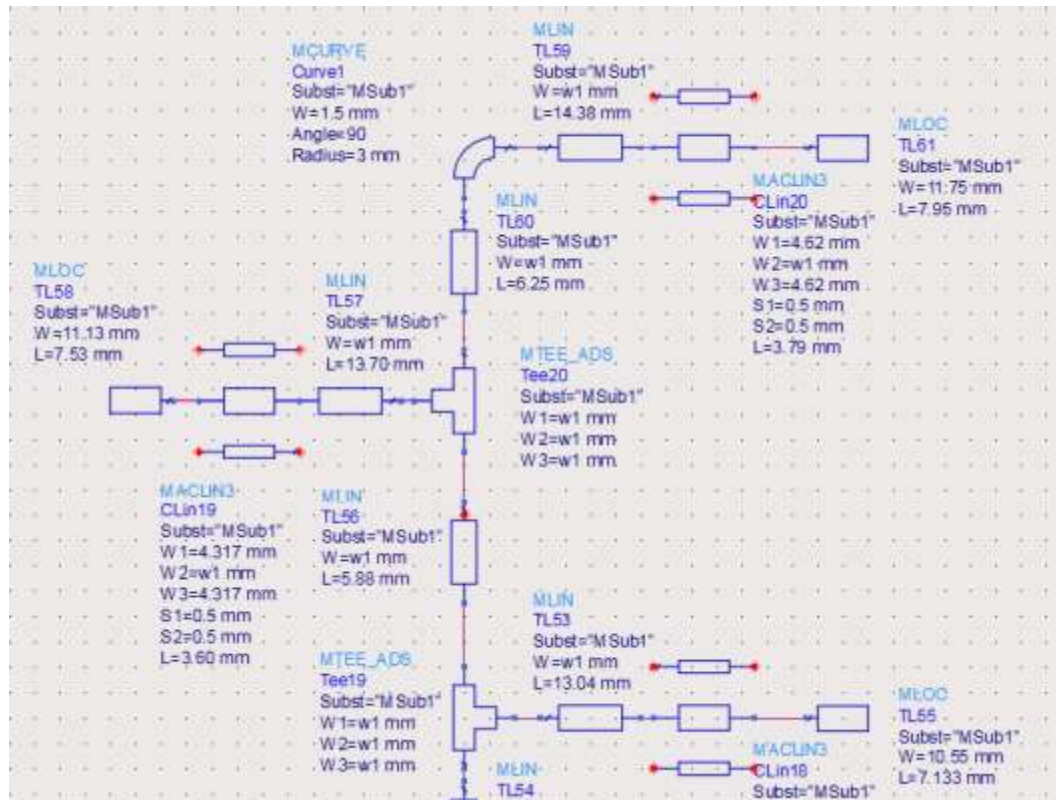 MLIN
TL59
Subst="MSub1"
W=w1 mm
L=14.38 mm
MCURVE
Curve1
Subst="MSub1"
W=1.5 mm
Angle=90
Radius=3 mm
MLOC
TL61
Subst="MSub1"
W=11.75 mm
L=7.95 mm
MACLIN3
CLin20
Subst="MSub1"
W1=4.62 mm
W2=w1 mm
W3=4.62 mm
S1=0.5 mm
S2=0.5 mm
L=3.79 mm
MLIN
TL60
Subst="MSub1"
W=w1 mm
L=6.25 mm
MLOC
TL58
Subst="MSub1"
W=11.13 mm
L=7.53 mm
MLIN
TL57
Subst="MSub1"
W=w1 mm
L=13.70 mm
MTEE_ADS
Tee20
Subst="MSub1"
W1=w1 mm
W2=w1 mm
W3=w1 mm
MACLIN3
CLin19
Subst="MSub1"
W1=4.317 mm
W2=w1 mm
W3=4.317 mm
S1=0.5 mm
S2=0.5 mm
L=3.60 mm
MLIN
TL56
Subst="MSub1"
W=w1 mm
L=5.88 mm
MLIN
TL53
Subst="MSub1"
W=w1 mm
L=13.04 mm
MTEE_ADS
Tee19
Subst="MSub1"
W1=w1 mm
W2=w1 mm
W3=w1 mm
MLOC
TL55
Subst="MSub1"
W=10.55 mm
L=7.133 mm
MACLIN3
CLin18
Subst="MSub1"
MLIN
TL54